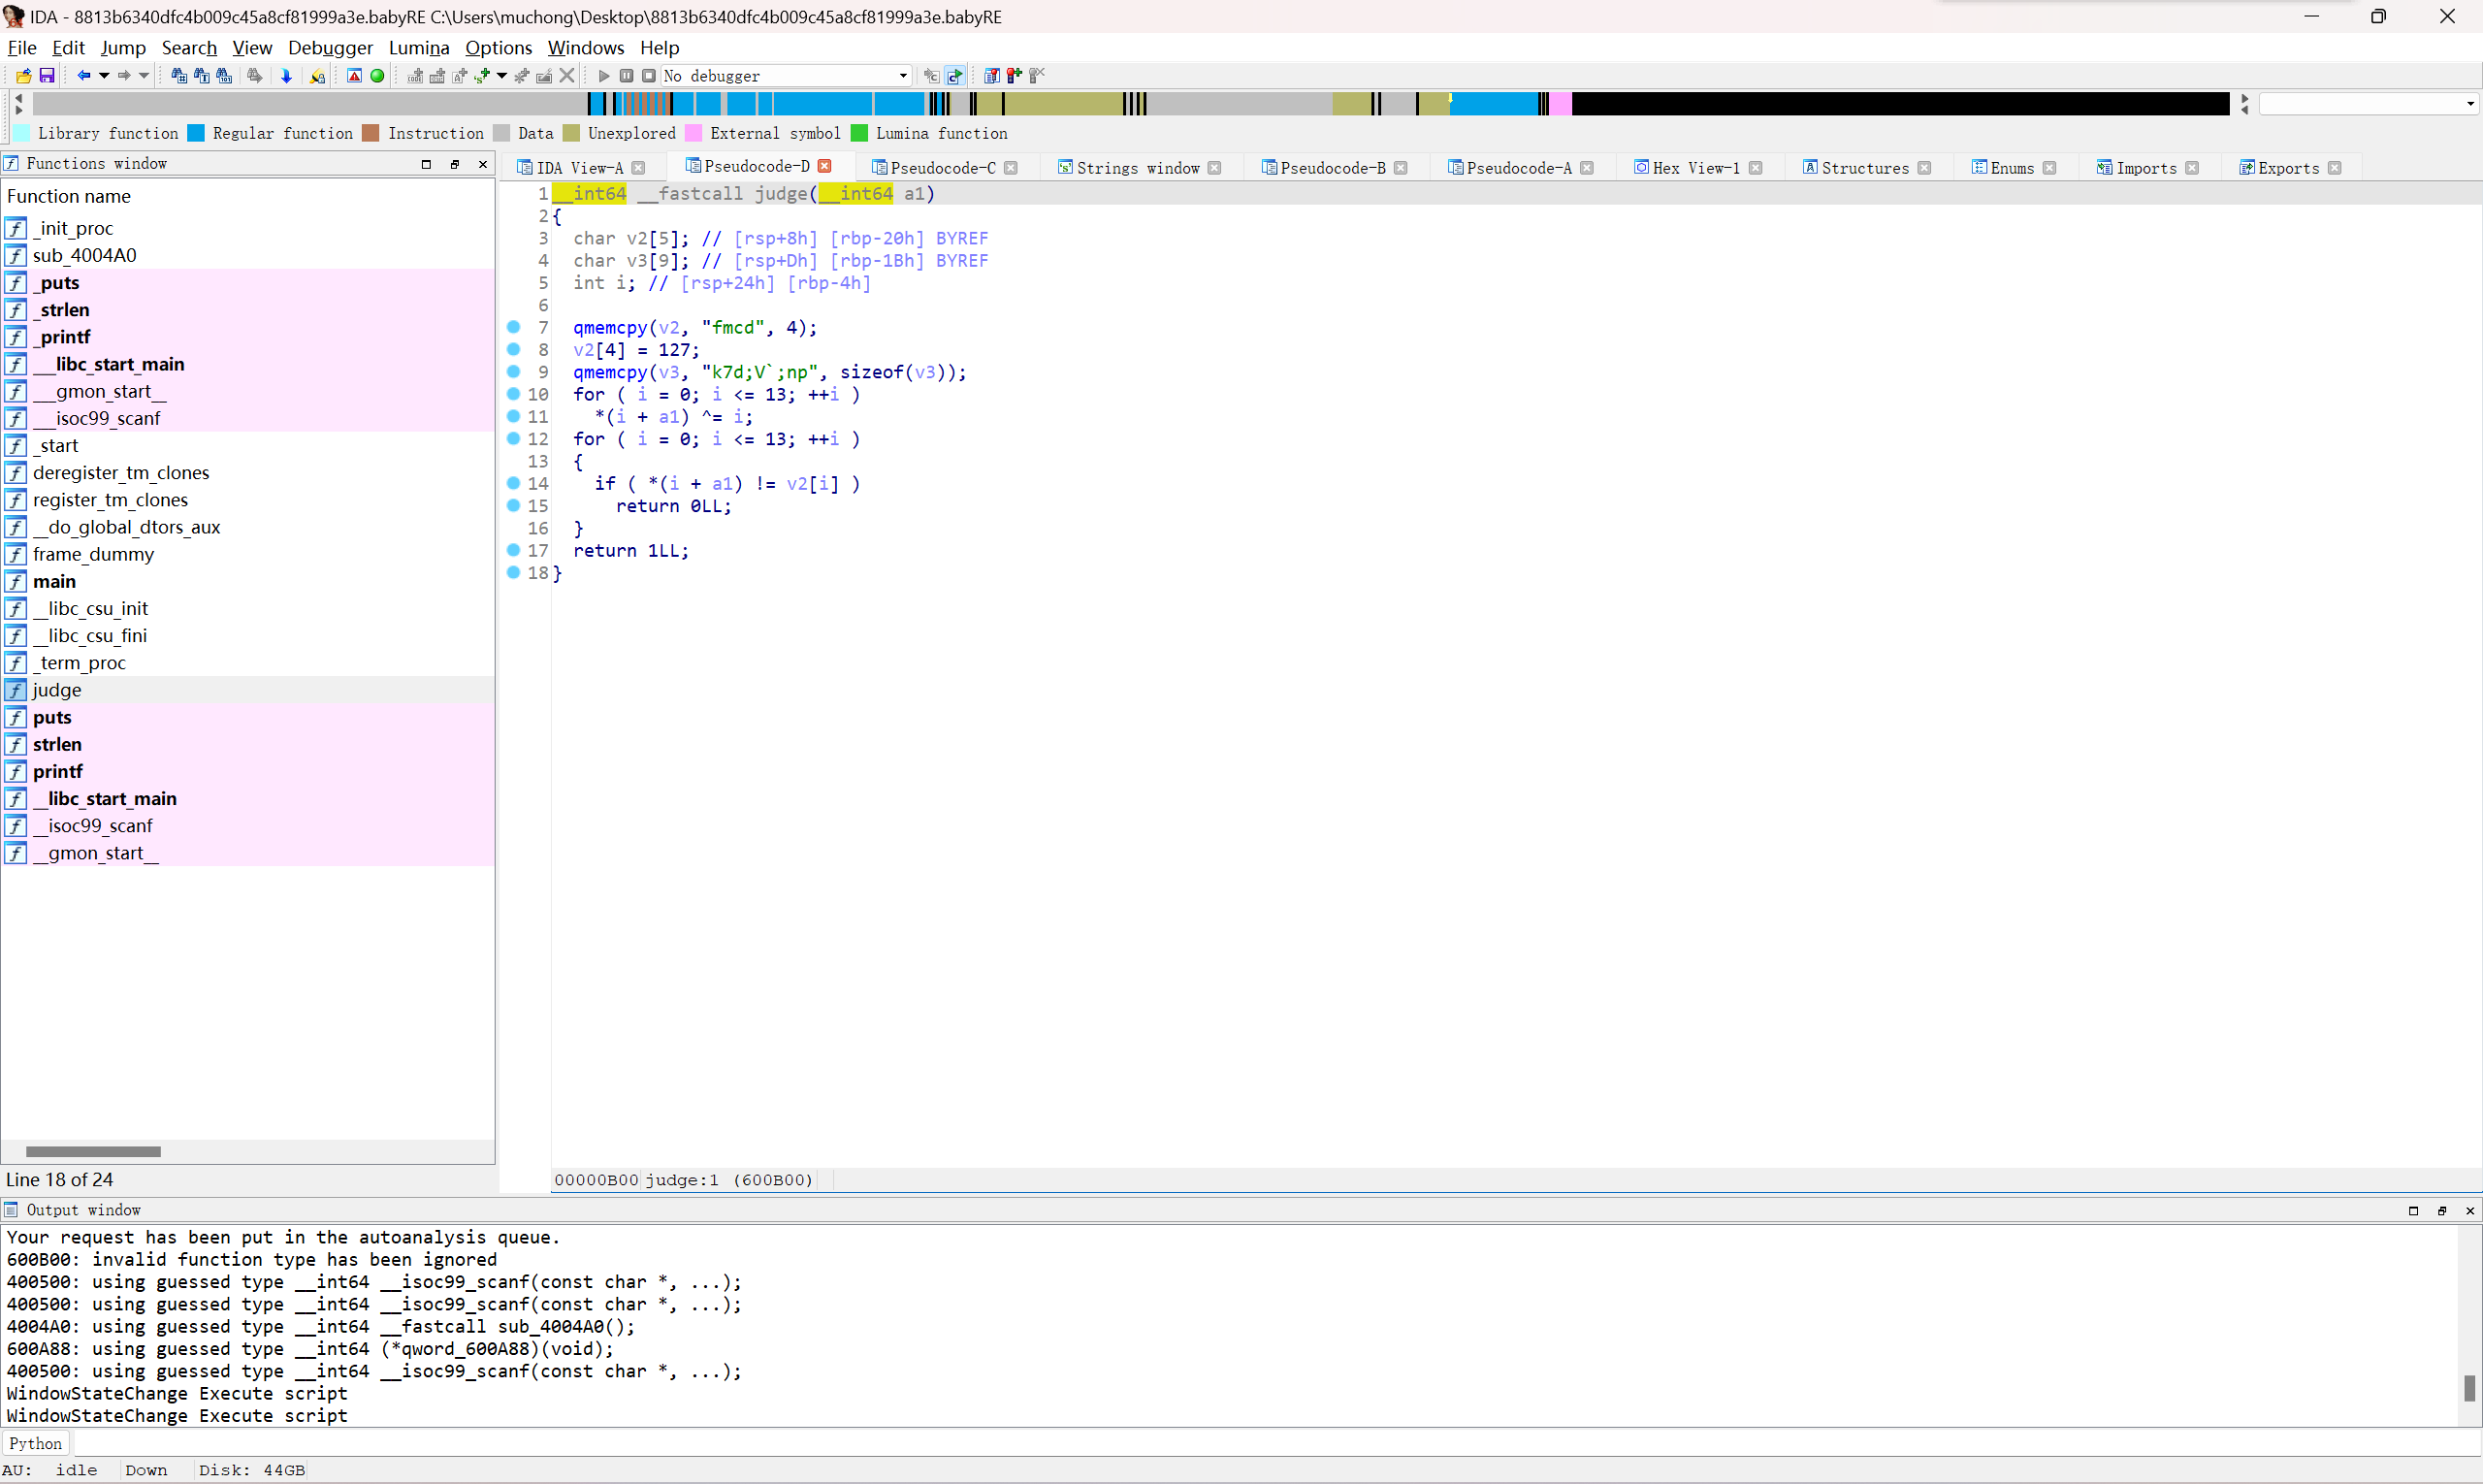 IDA - 8813b6340dfc4b009c45a8cf81999a3e.babyRE C:\Users\muchong\Desktop\8813b6340dfc4b009c45a8cf81999a3e.babyRE
File Edit Jump Search View Debugger Lumina Options Windows Help
No debugger
Library function Regular function Instruction Data Unexplored External symbol Lumina function
Functions window
IDA View-A Pseudocode-D Pseudocode-C Strings window Pseudocode-B Pseudocode-A Hex View-1 Structures Enums Imports Exports
Function name
_init_proc
sub_4004A0
_puts
_strlen
_printf
___libc_start_main
___gmon_start__
___isoc99_scanf
_start
deregister_tm_clones
register_tm_clones
__do_global_dtors_aux
frame_dummy
main
__libc_csu_init
__libc_csu_fini
_term_proc
judge
puts
strlen
printf
__libc_start_main
__isoc99_scanf
__gmon_start__
Line 18 of 24
1 __int64 __fastcall judge(__int64 a1)
2 {
3 char v2[5]; // [rsp+8h] [rbp-20h] BYREF
4 char v3[9]; // [rsp+Dh] [rbp-1Bh] BYREF
5 int i; // [rsp+24h] [rbp-4h]
6
7 qmemcpy(v2, "fmcd", 4);
8 v2[4] = 127;
9 qmemcpy(v3, "k7d;V`;np", sizeof(v3));
10 for ( i = 0; i <= 13; ++i )
11 *(i + a1) ^= i;
12 for ( i = 0; i <= 13; ++i )
13 {
14 if ( *(i + a1) != v2[i] )
15 return 0LL;
16 }
17 return 1LL;
18 }
00000B00 judge:1 (600B00)
Output window
Your request has been put in the autoanalysis queue.
600B00: invalid function type has been ignored
400500: using guessed type __int64 __isoc99_scanf(const char *, ...);
400500: using guessed type __int64 __isoc99_scanf(const char *, ...);
4004A0: using guessed type __int64 __fastcall sub_4004A0();
600A88: using guessed type __int64 (*qword_600A88)(void);
400500: using guessed type __int64 __isoc99_scanf(const char *, ...);
WindowStateChange Execute script
WindowStateChange Execute script
Python
AU: idle Down Disk: 44GB